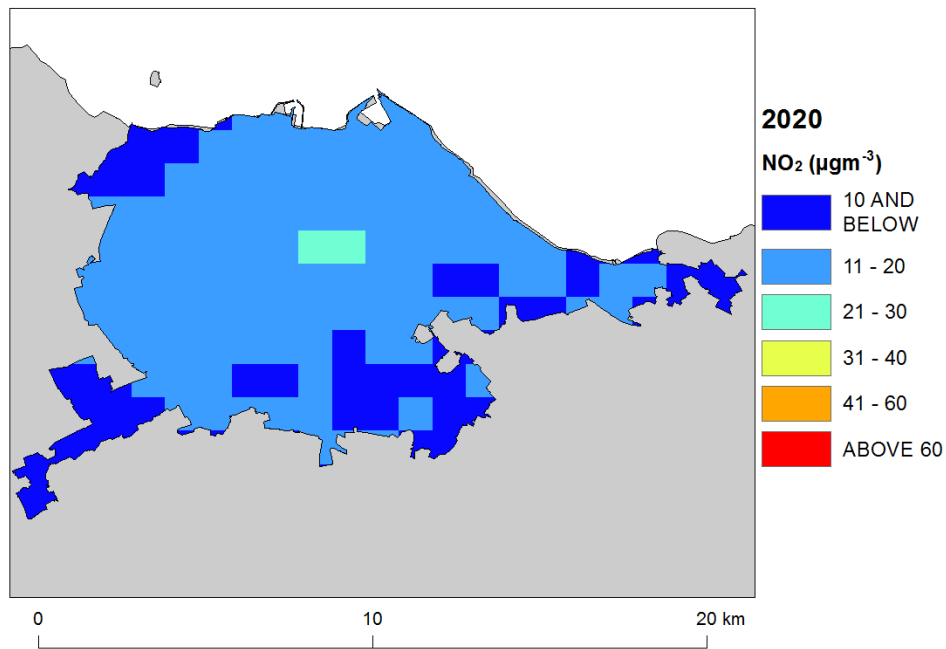 2020
NO₂ (µgm⁻³)
10 AND
BELOW
11 - 20
21 - 30
31 - 40
41 - 60
ABOVE 60
0 10 20 km